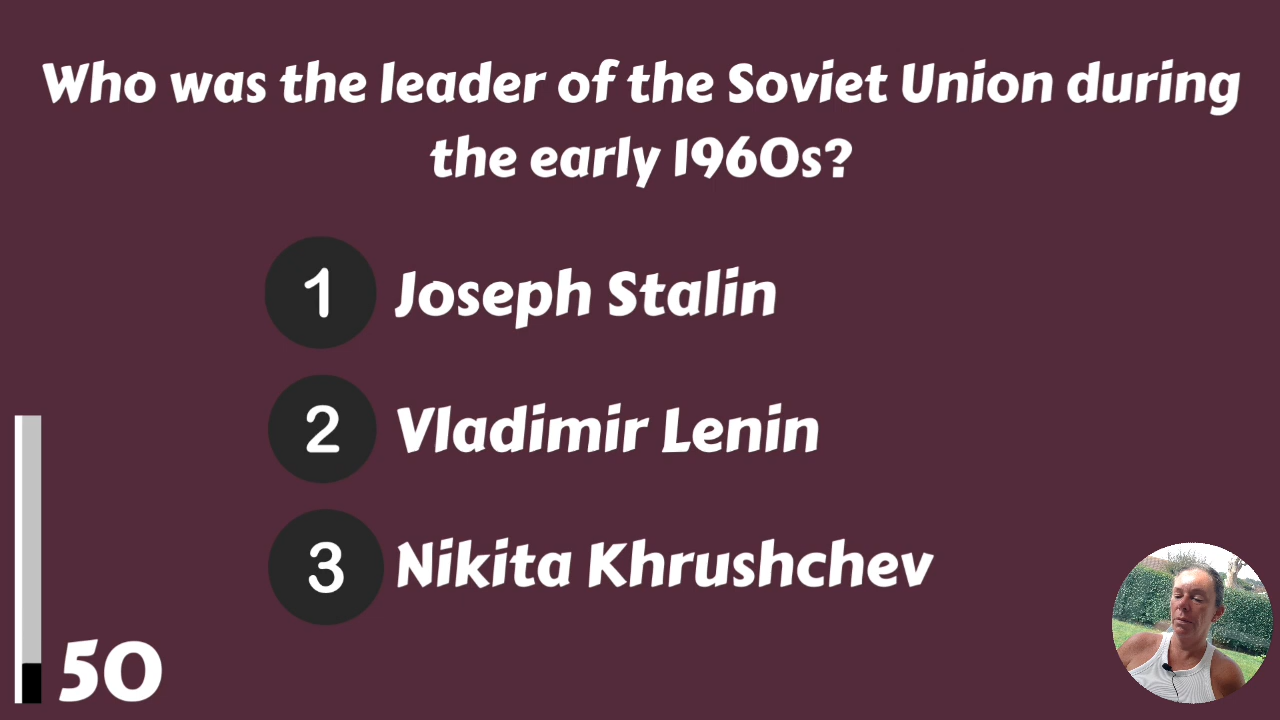 Who was the leader of the Soviet Union during
the early 1960s?
1 Joseph Stalin
2 Vladimir Lenin
3 Nikita Khrushchev
50